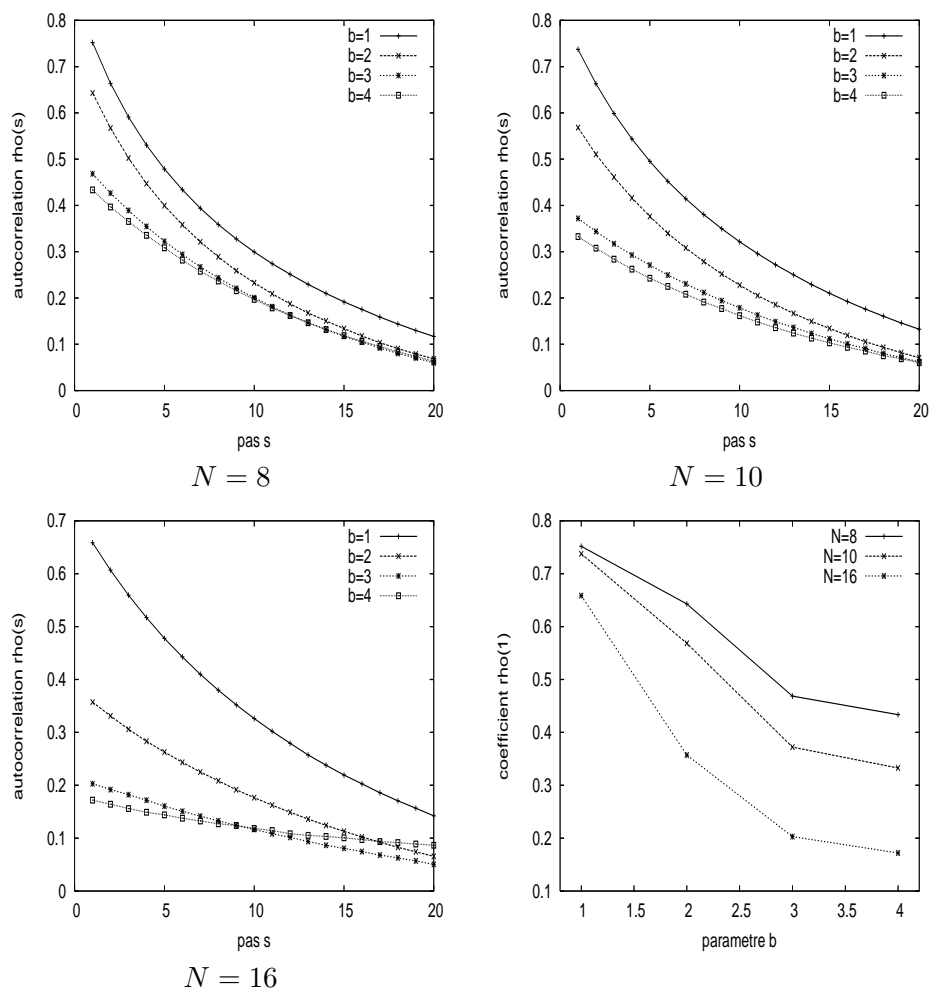 0.8
0.7
0.6
0.5
0.4
0.3
0.2
0.1
0
autocorrelation rho(s)
b=1
b=2
b=3
b=4
0 5 10 15 20
pas s
N = 8
0.8
0.7
0.6
0.5
0.4
0.3
0.2
0.1
0
autocorrelation rho(s)
b=1
b=2
b=3
b=4
0 5 10 15 20
pas s
N = 10
0.7
0.6
0.5
0.4
0.3
0.2
0.1
0
autocorrelation rho(s)
b=1
b=2
b=3
b=4
0 5 10 15 20
pas s
N = 16
0.8
0.7
0.6
0.5
0.4
0.3
0.2
0.1
coefficient rho(1)
N=8
N=10
N=16
1 1.5 2 2.5 3 3.5 4
parametre b